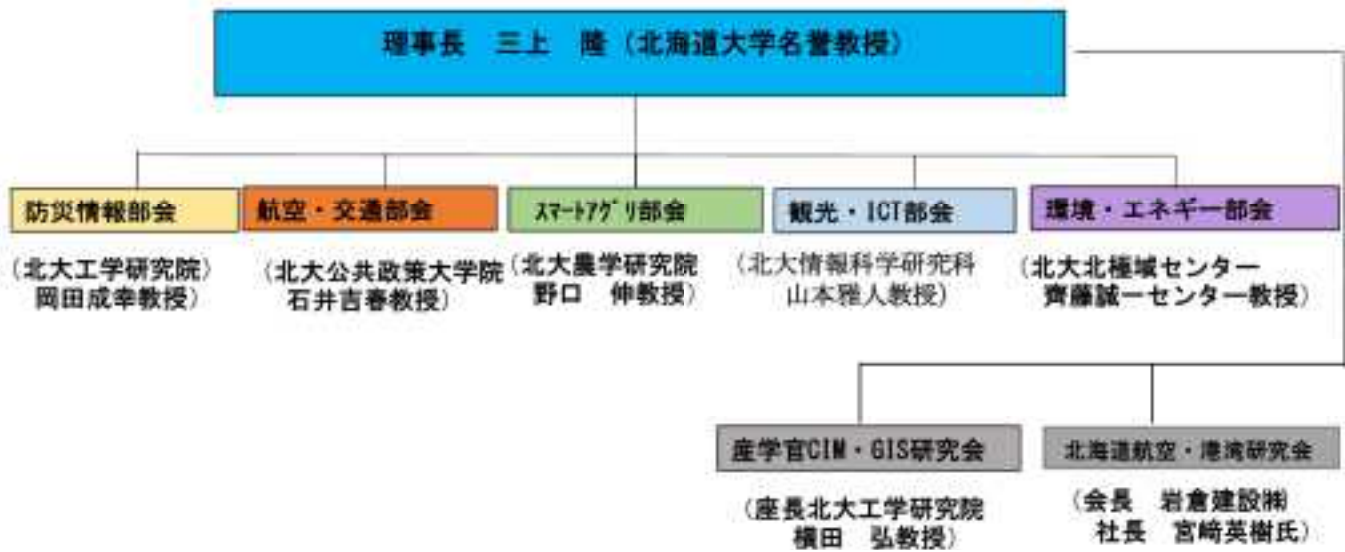 理事長 三上 隆（北海道大学名誉教授）
防災情報部会
航空・交通部会
スマートアグリ部会
観光・ICT部会
環境・エネギー部会
（北大工学研究院）
岡田成幸教授）
（北大公共政策大学院
石井吉春教授）
（北大農学研究院
野口 伸教授）
（北大情報科学研究科
山本雅人教授）
（北大北極域センター
齊藤誠一センター教授）
産学官CIM・GIS研究会
北海道航空・港湾研究会
（座長北大工学研究院
横田 弘教授）
（会長 岩倉建設㈱
社長 宮崎英樹氏）